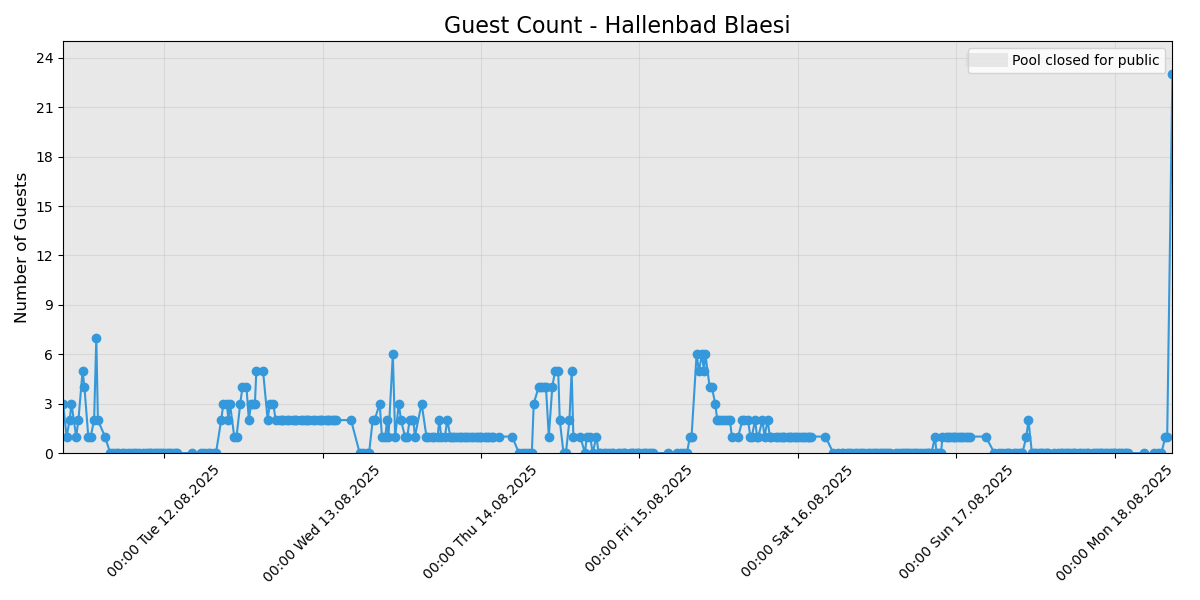 Guest Count - Hallenbad Blaesi
Pool closed for public
Number of Guests
24
21
18
15
12
9
6
3
0
00:00 Tue 12.08.2025
00:00 Wed 13.08.2025
00:00 Thu 14.08.2025
00:00 Fri 15.08.2025
00:00 Sat 16.08.2025
00:00 Sun 17.08.2025
00:00 Mon 18.08.2025